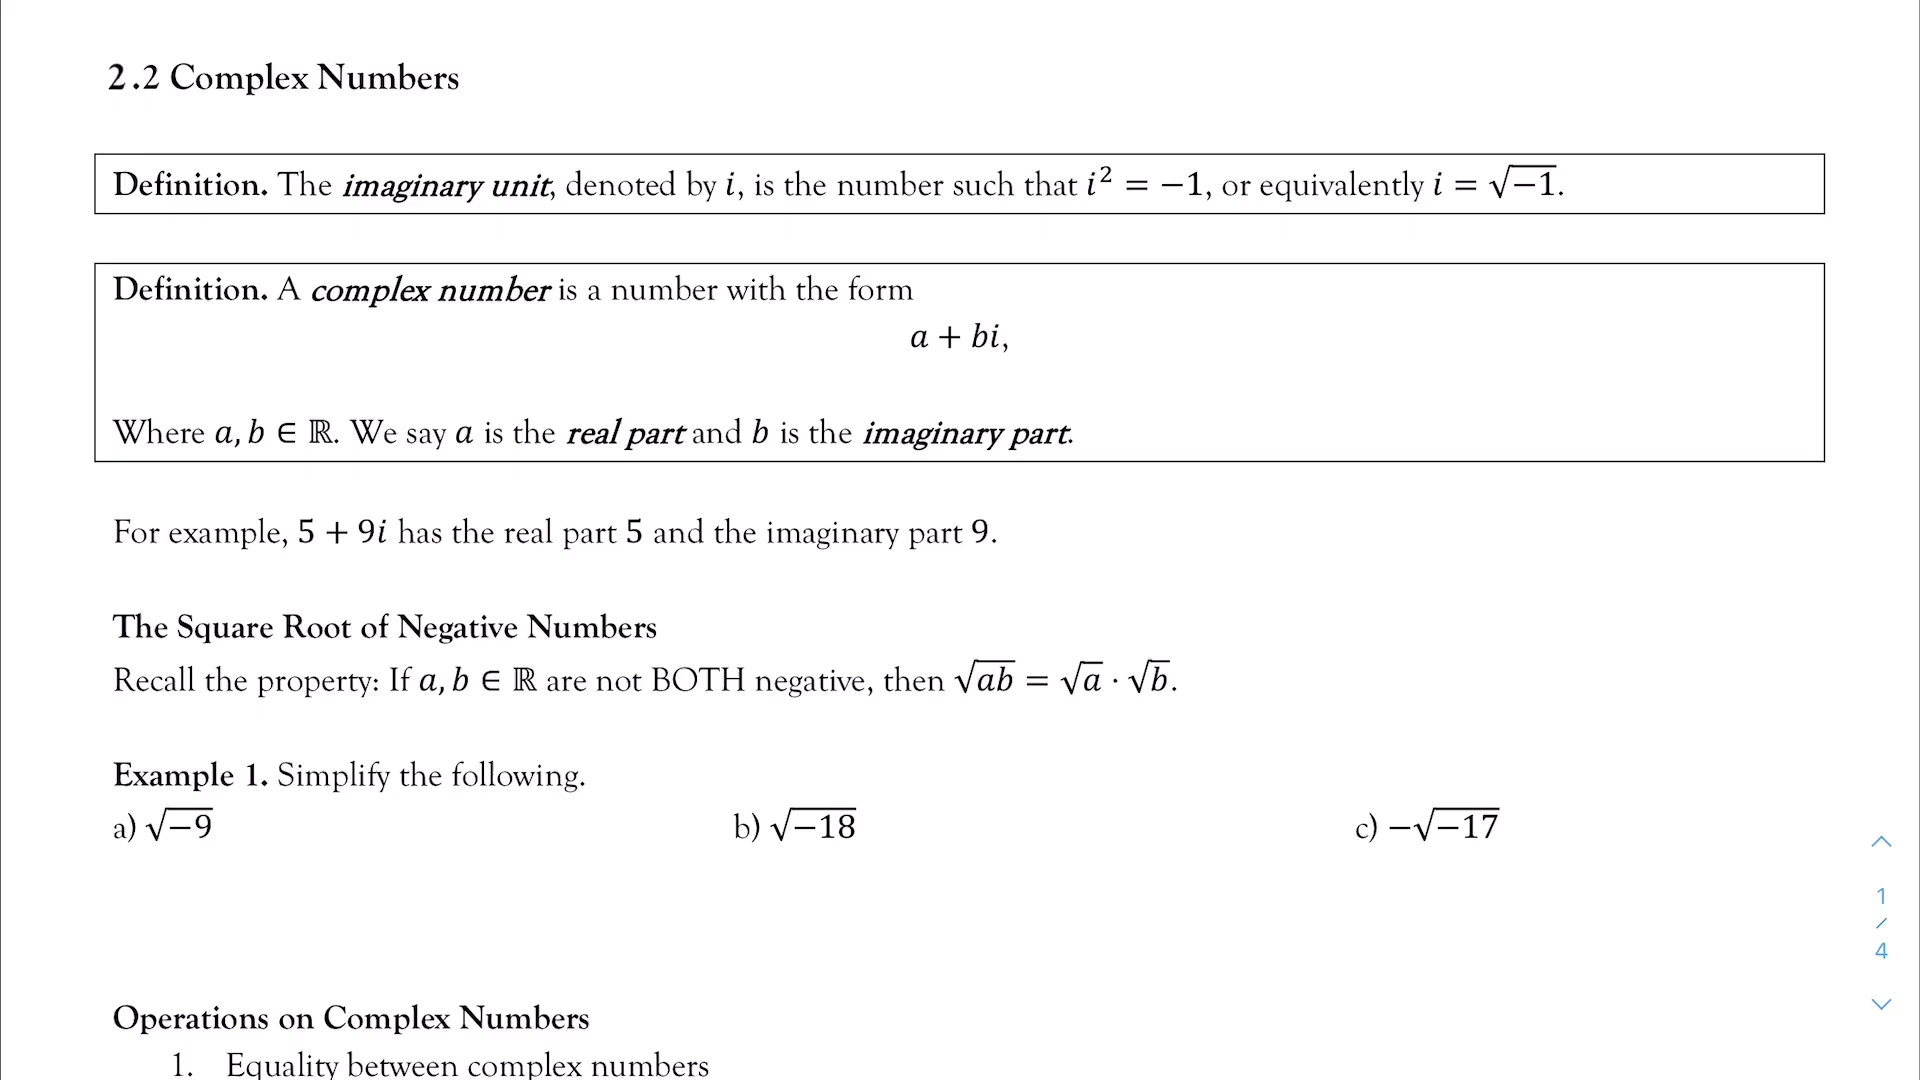 2.2 Complex Numbers
Definition. The imaginary unit, denoted by i, is the number such that i² = −1, or equivalently i = √−1.
Definition. A complex number is a number with the form
a + bi,
Where a, b ∈ ℝ. We say a is the real part and b is the imaginary part.
For example, 5 + 9i has the real part 5 and the imaginary part 9.
The Square Root of Negative Numbers
Recall the property: If a, b ∈ ℝ are not BOTH negative, then √ab = √a · √b.
Example 1. Simplify the following.
a) √−9 b) √−18 c) −√−17
1
/
4
Operations on Complex Numbers
1. Equality between complex numbers